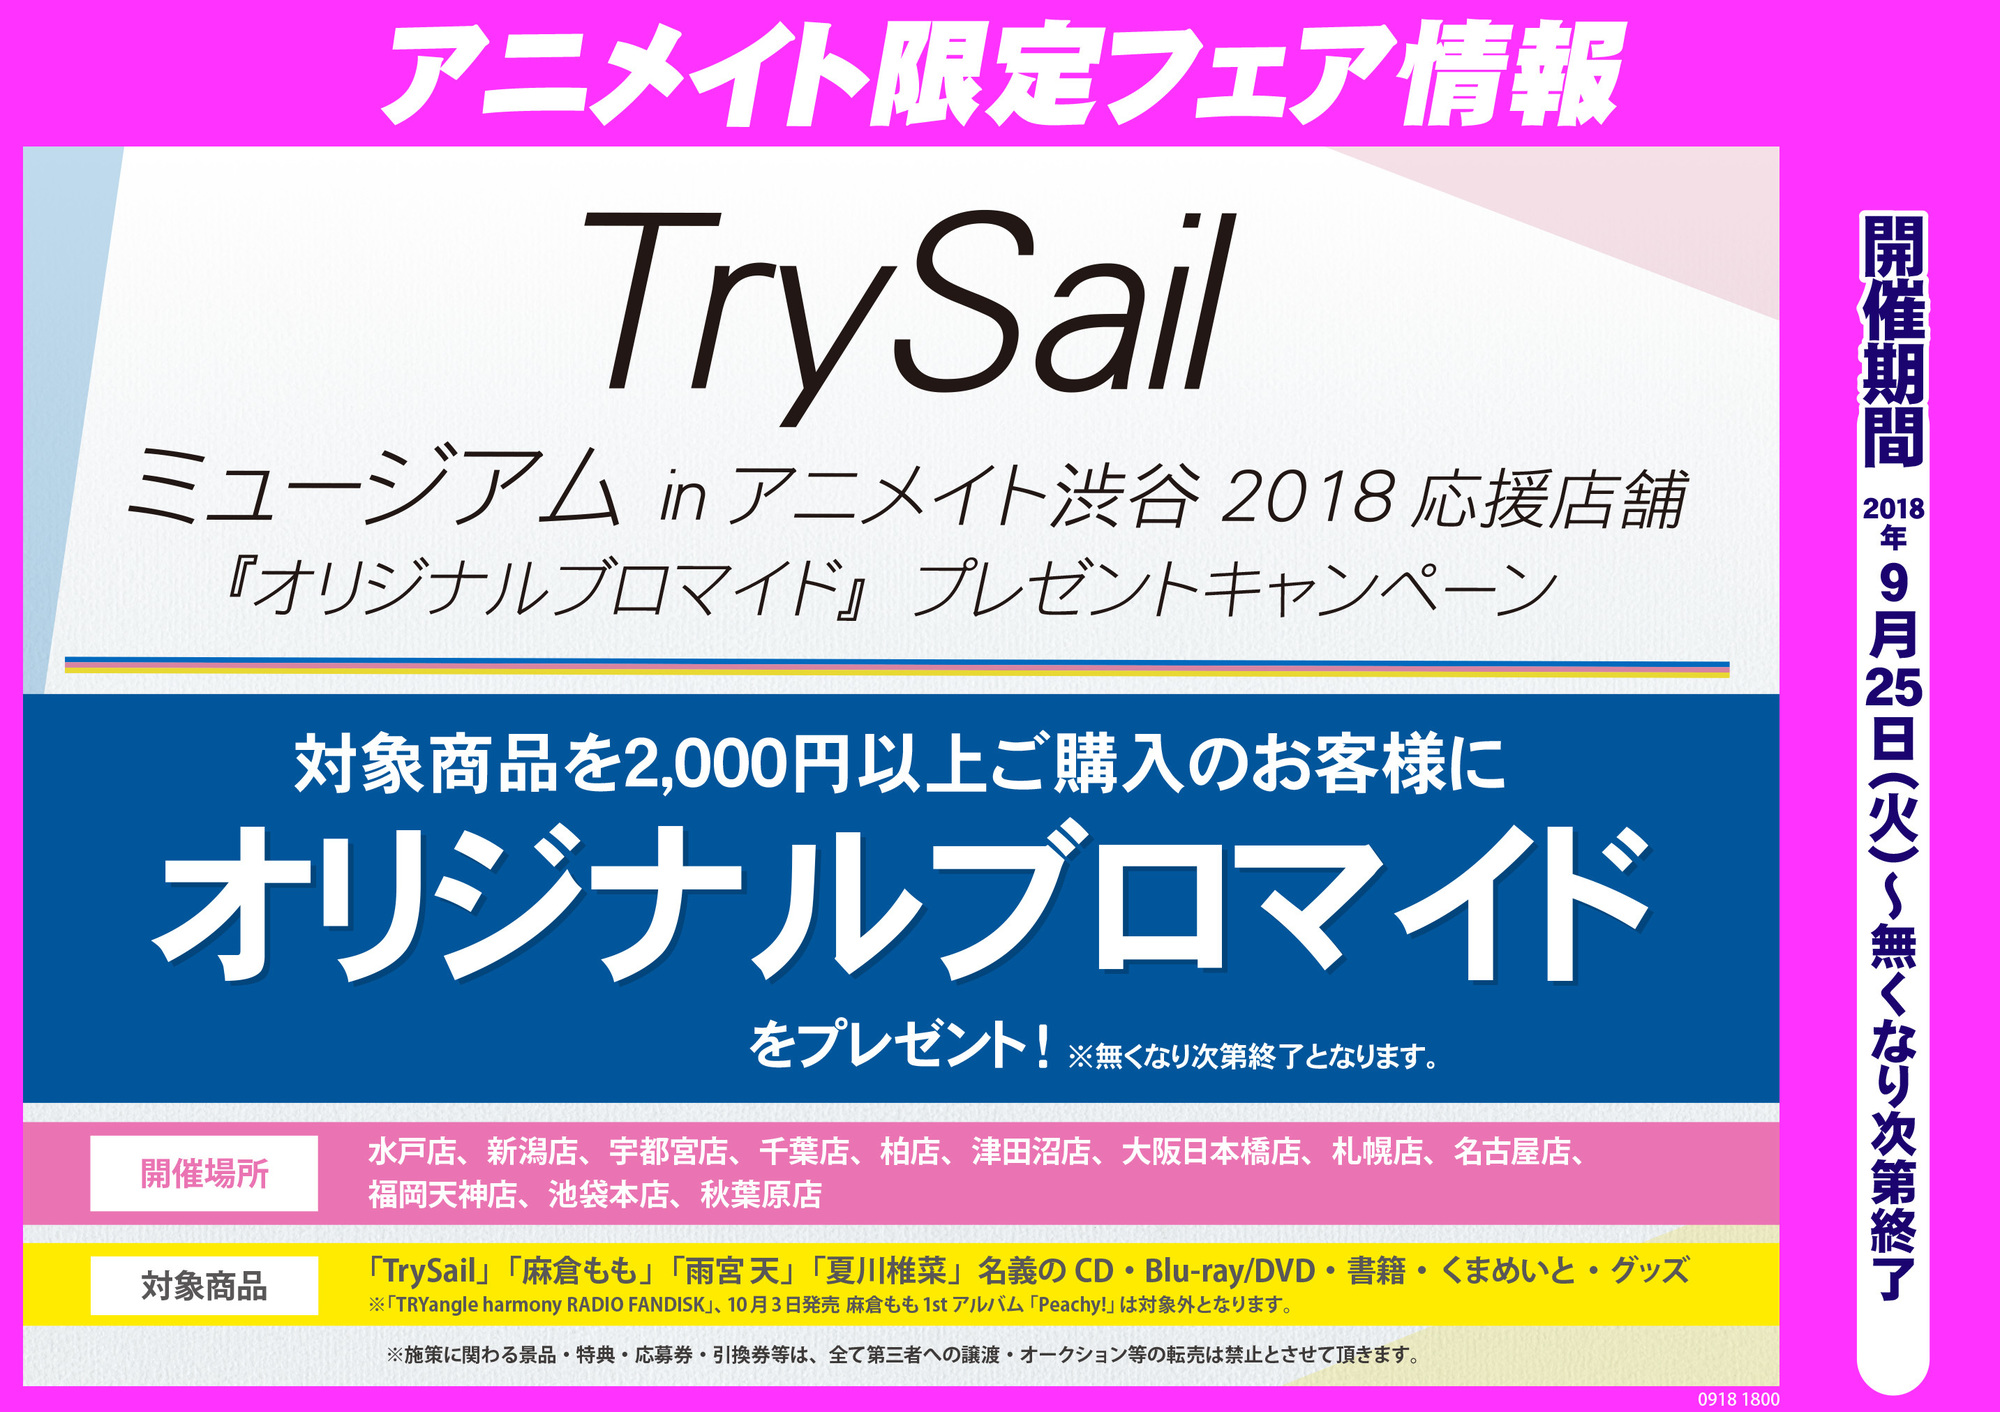 アニメイト限定フェア情報
TrySail
ミュージアム in アニメイト渋谷 2018 応援店舗
『オリジナルブロマイド』 プレゼントキャンペーン
対象商品を2,000円以上ご購入のお客様に
オリジナルブロマイド
をプレゼント! ※無くなり次第終了となります。
開催場所
水戸店、新潟店、宇都宮店、千葉店、柏店、津田沼店、大阪日本橋店、札幌店、名古屋店、
福岡天神店、池袋本店、秋葉原店
対象商品
「TrySail」「麻倉もも」「雨宮 天」「夏川椎菜」名義の CD・Blu-ray/DVD・書籍・くまめいと・グッズ
※「TRYangle harmony RADIO FANDISK」、10月3日発売 麻倉もも 1st アルバム「Peachy!」は対象外となります。
※施策に関わる景品・特典・応募券・引換券等は、全て第三者への譲渡・オークション等の転売は禁止とさせて頂きます。
開催期間 2018年9月25日(火)～無くなり次第終了
0918 1800